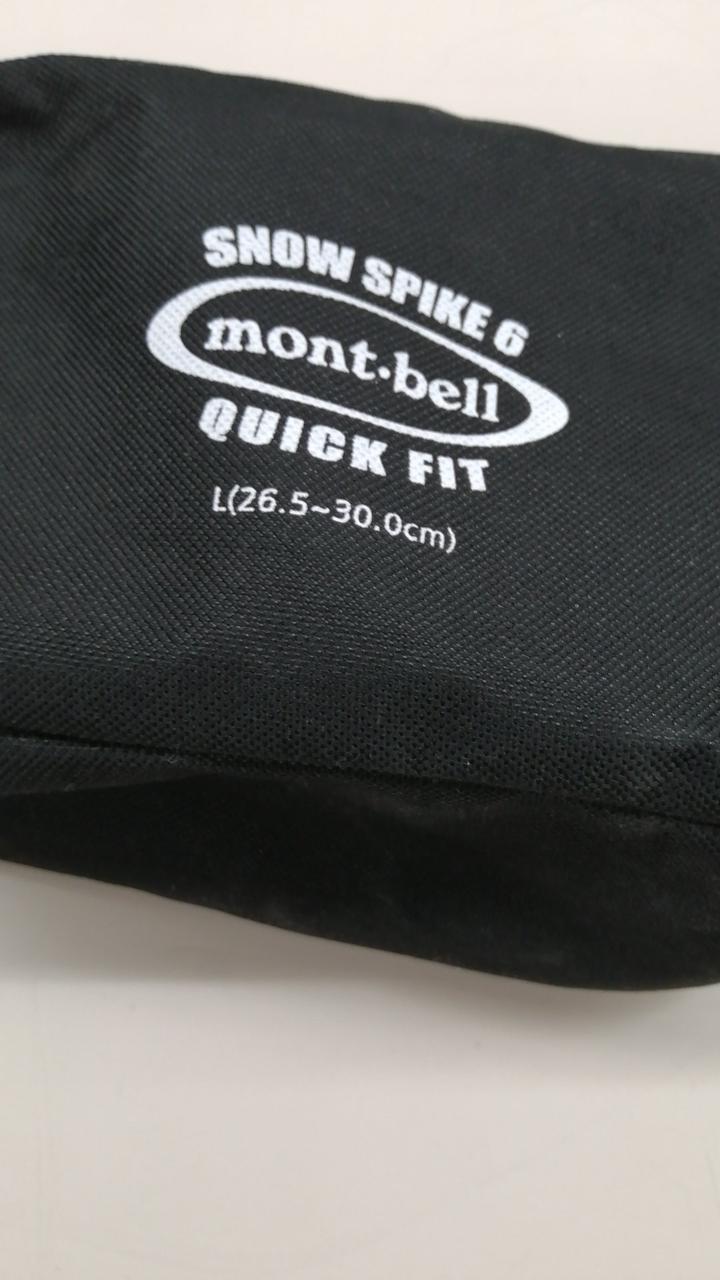 SNOW SPIKE 6
mont·bell
QUICK FIT
L(26.5~30.0cm)